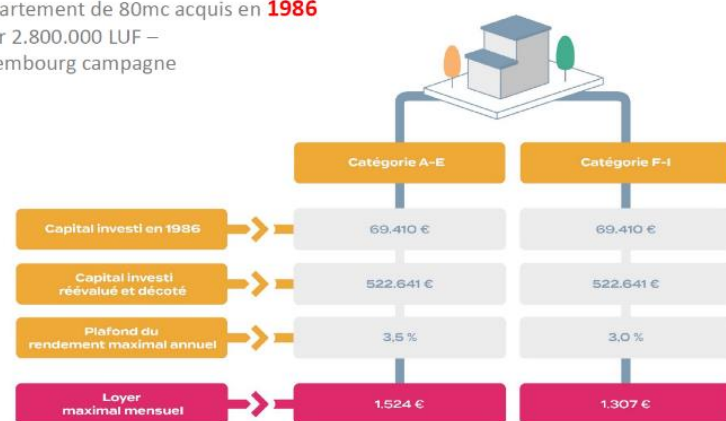 artement de 80mc acquis en 1986
r 2.800.000 LUF –
embourg campagne
Catégorie A-E
Catégorie F-I
Capital investi en 1986
69.410 €
69.410 €
Capital investi
réévalué et décoté
522.641 €
522.641 €
Plafond du
rendement maximal annuel
3,5 %
3,0 %
Loyer
maximal mensuel
1.524 €
1.307 €